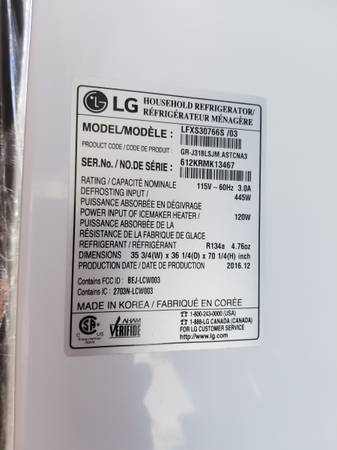 LG HOUSEHOLD REFRIGERATOR/
RÉFRIGÉRATEUR MÉNAGÈRE
MODEL/MODÈLE : LFXS30766S /03
PRODUCT CODE : GR-J318LSJM.ASTCNA3
SER.No./ NO.DE SÉRIE : 612KRMK13467
RATING / CAPACITÉ NOMINALE 115V ~ 60Hz 3.0A
DEFROSTING INPUT / 445W
PUISSANCE ABSORBÉE EN DÉGIVRAGE
POWER INPUT OF ICEMAKER HEATER / 120W
PUISSANCE ABSORBÉE DE LA
RÉSISTANCE DE LA FABRIQUE DE GLACE
REFRIGERANT / RÉFRIGÉRANT R134a 4.76oz
DIMENSIONS 35 3/4(W) X 36 1/4(D) X 70 1/4(H) inch
PRODUCTION DATE / DATE DE PRODUCTION 2016.12
Contains FCC ID : BEJ-LCW003
Contains IC : 2703N-LCW003
MADE IN KOREA / FABRIQUÉ EN CORÉE
C US
AHAM
VERIFIDE
1-800-243-0000 (USA)
1-888-LG CANADA (CANADA)
FOR LG CUSTOMER SERVICE
http://www.lg.com